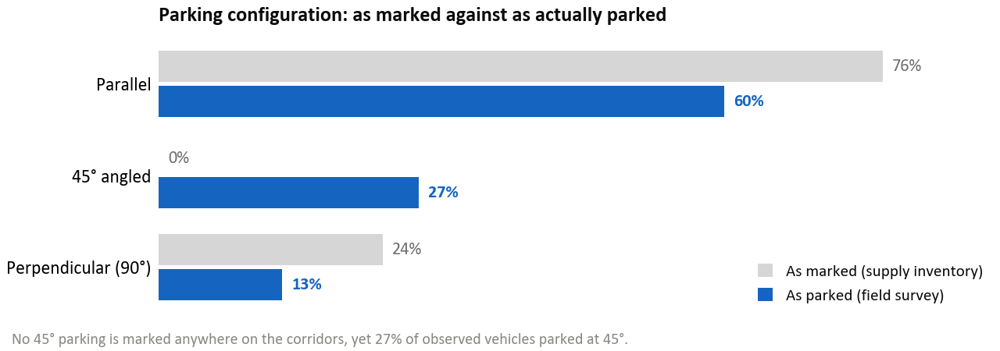 Parking configuration: as marked against as actually parked
Parallel
76%
60%
45° angled
0%
27%
Perpendicular (90°)
24%
13%
As marked (supply inventory)
As parked (field survey)
No 45° parking is marked anywhere on the corridors, yet 27% of observed vehicles parked at 45°.